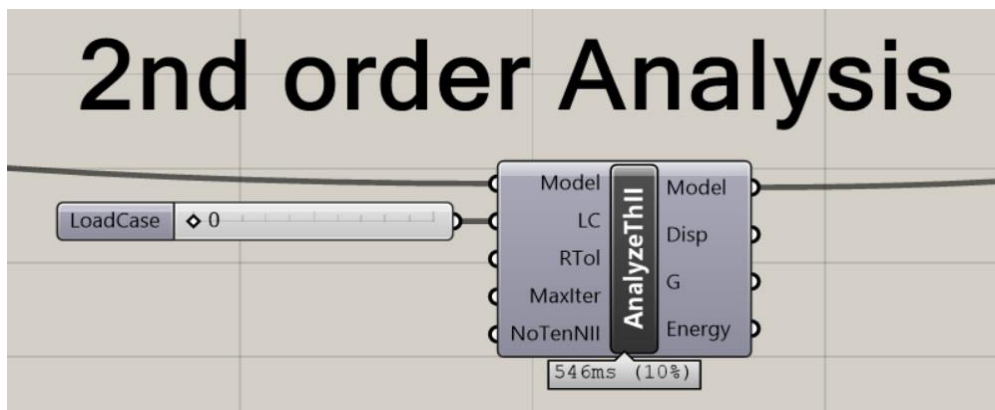 2nd order Analysis
LoadCase 0
Model
LC
RTol
MaxIter
NoTenNII
AnalyzeThII
Model
Disp
G
Energy
546ms (10%)